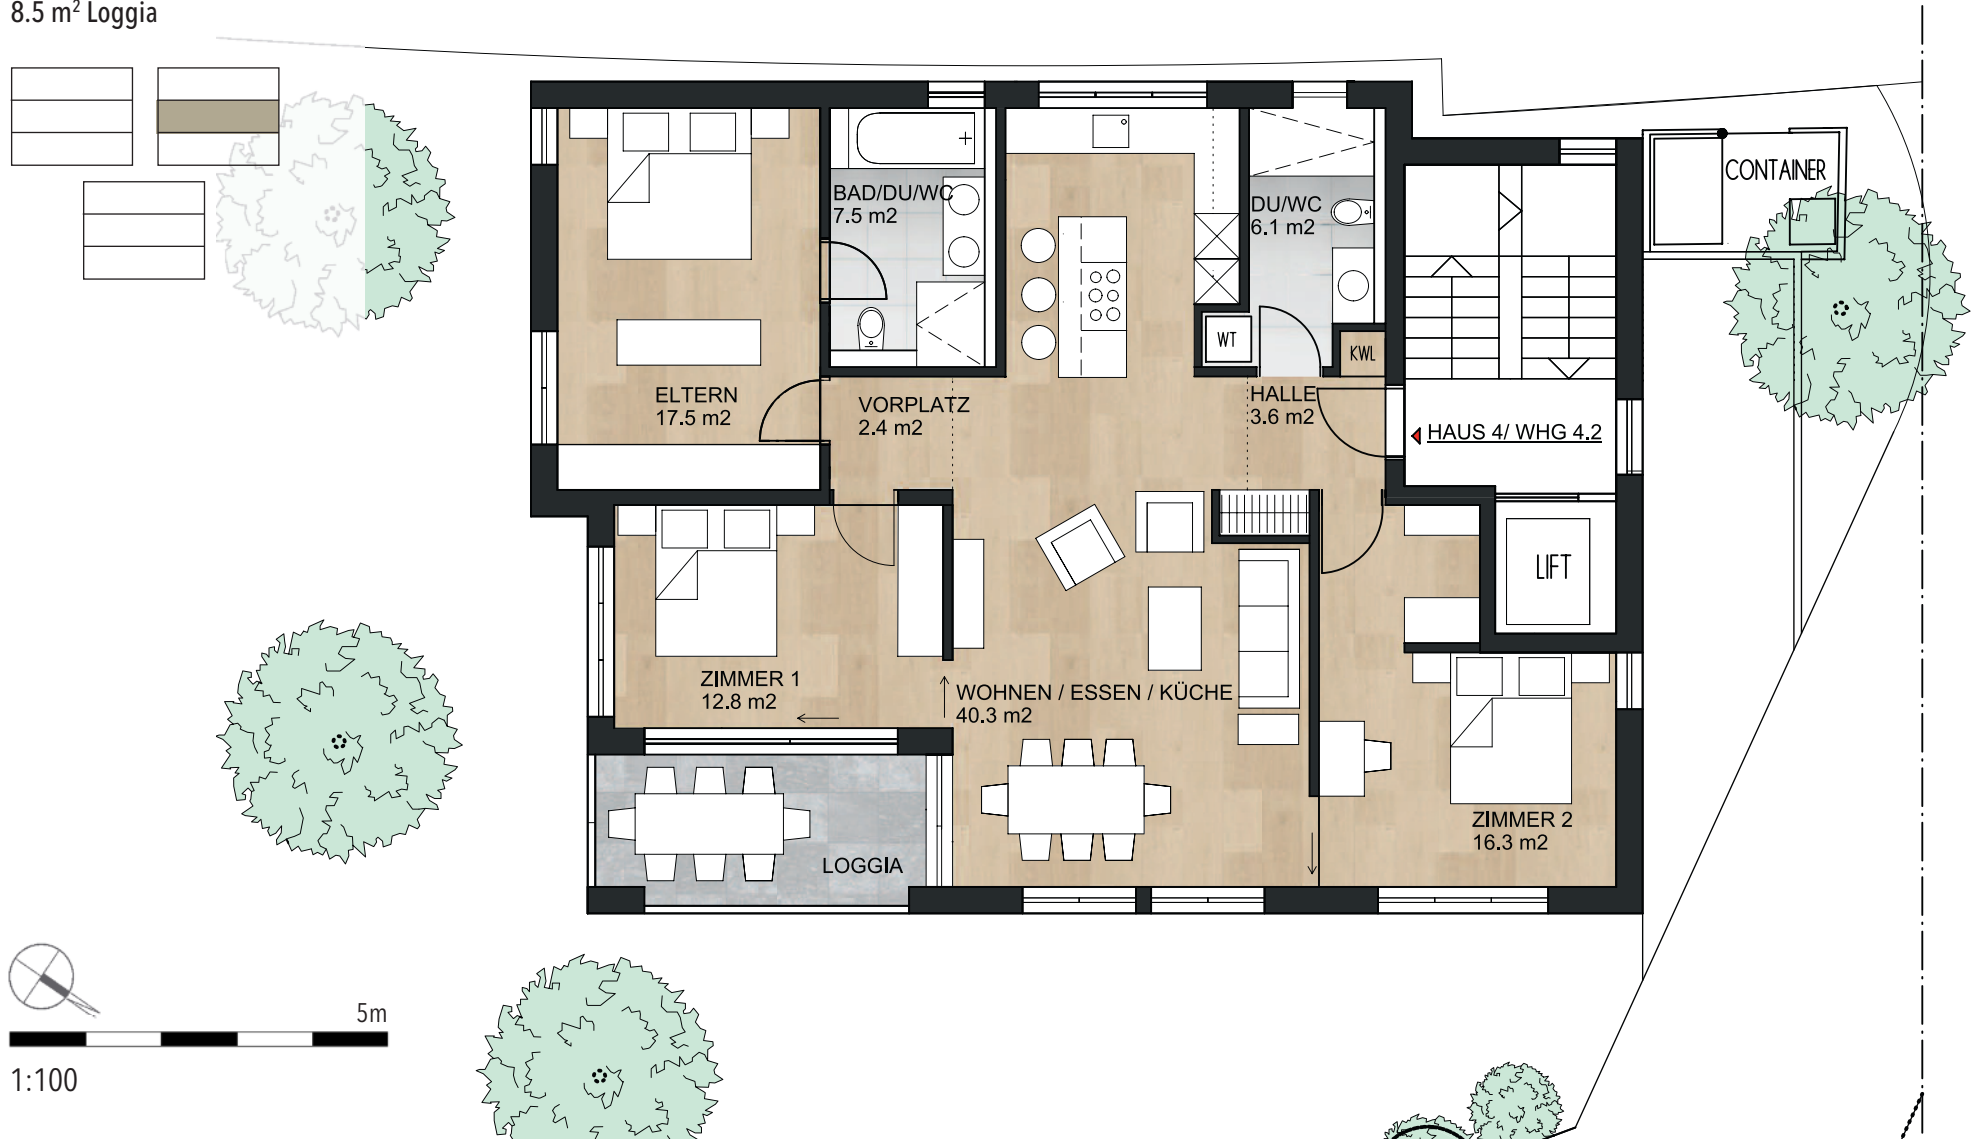 8.5 m² Loggia
CONTAINER
BAD/DU/WC
7.5 m2
DU/WC
6.1 m2
WT
KWL
ELTERN
17.5 m2
VORPLATZ
2.4 m2
HALLE
3.6 m2
HAUS 4/ WHG 4.2
LIFT
ZIMMER 1
12.8 m2
WOHNEN / ESSEN / KÜCHE
40.3 m2
ZIMMER 2
16.3 m2
LOGGIA
5m
1:100